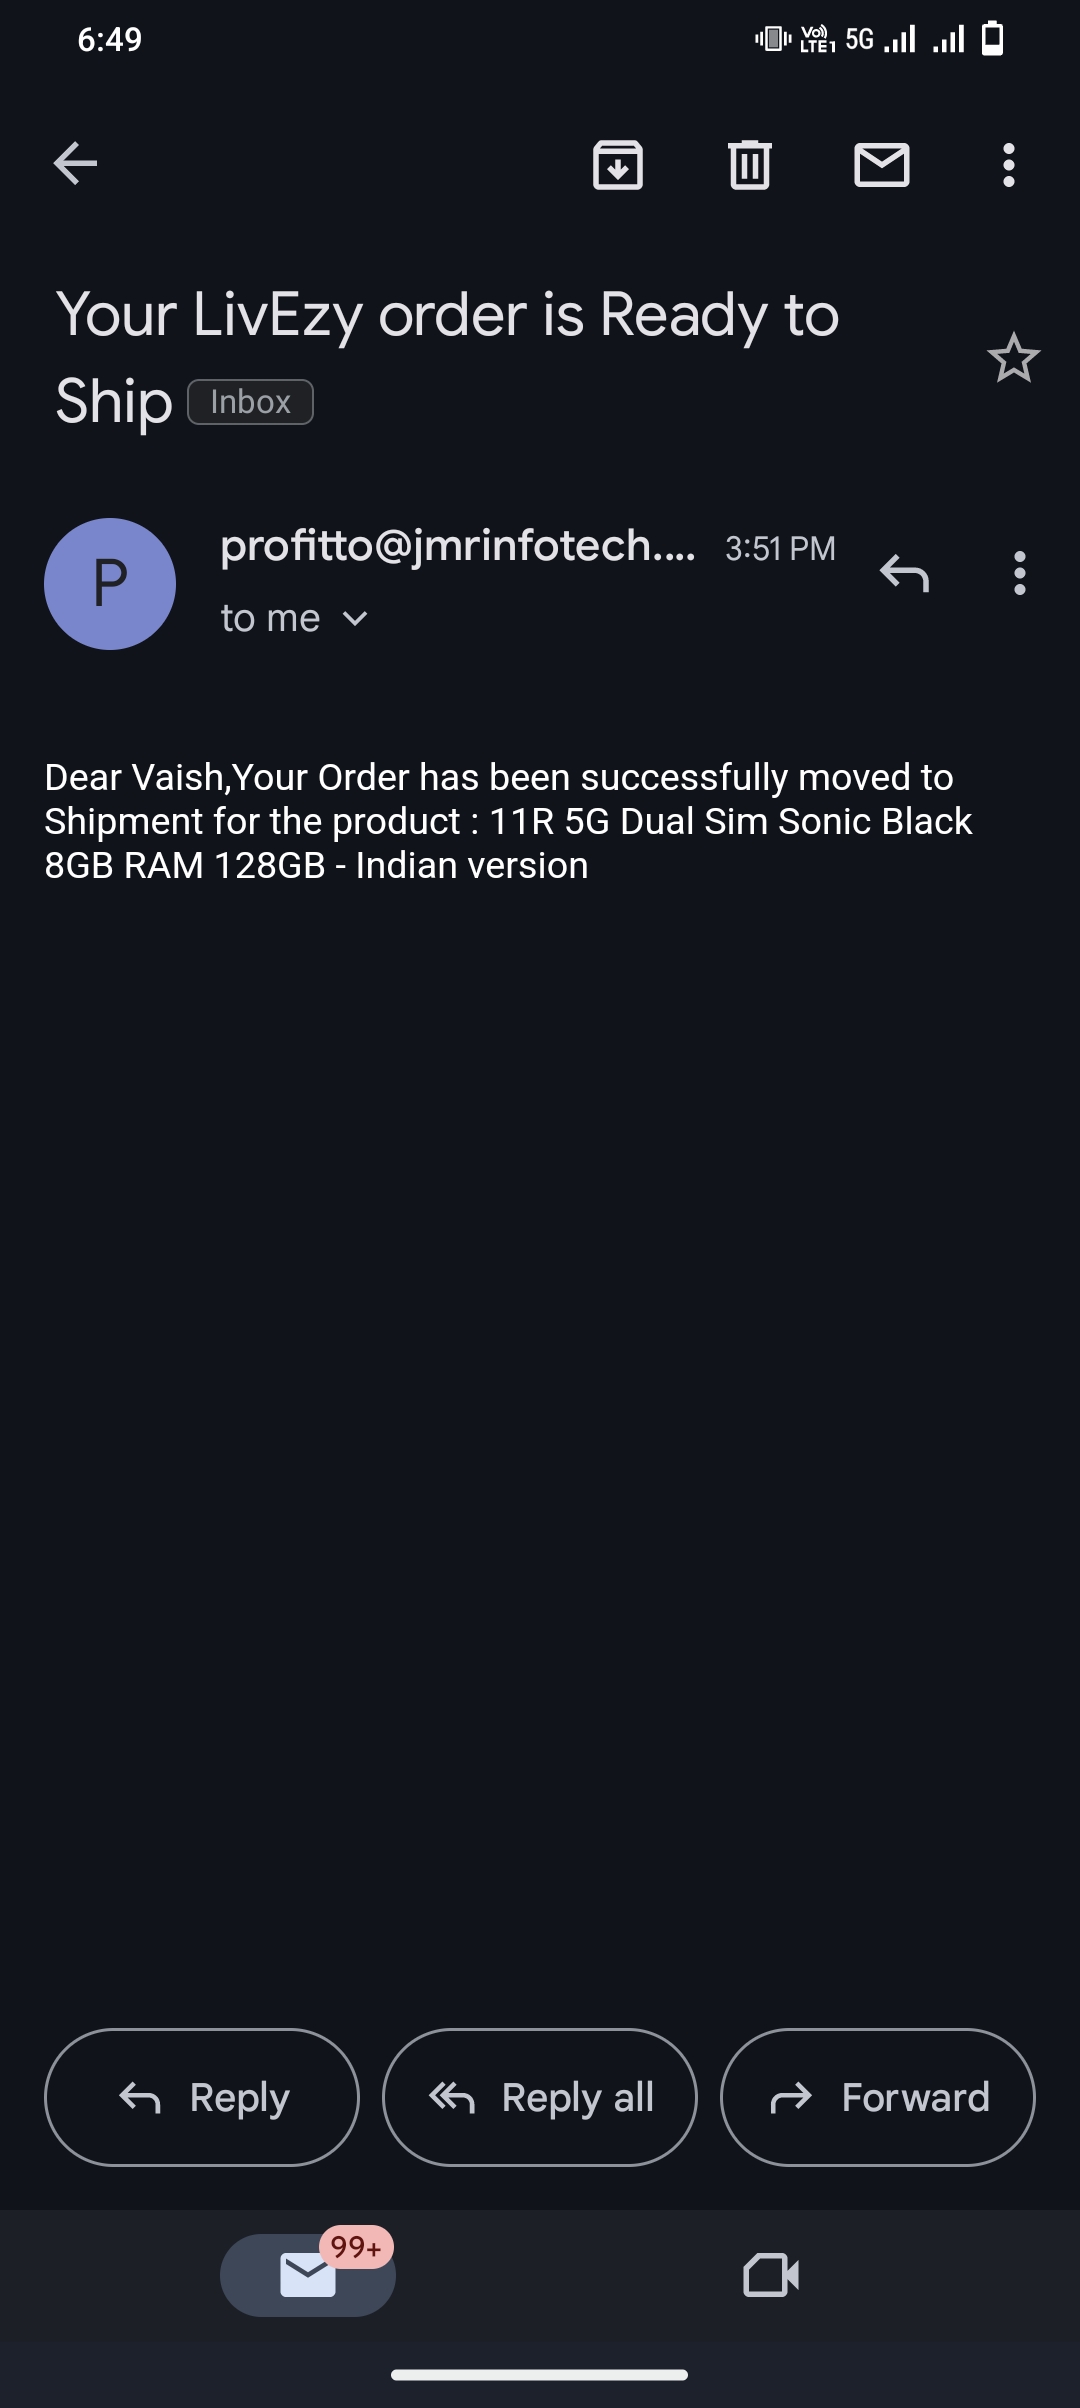 6:49
Vo) LTE1 5G
Your LivEzy order is Ready to
Ship Inbox
P
profitto@jmrinfotech.... 3:51 PM
to me
Dear Vaish,Your Order has been successfully moved to
Shipment for the product : 11R 5G Dual Sim Sonic Black
8GB RAM 128GB - Indian version
Reply Reply all Forward
99+